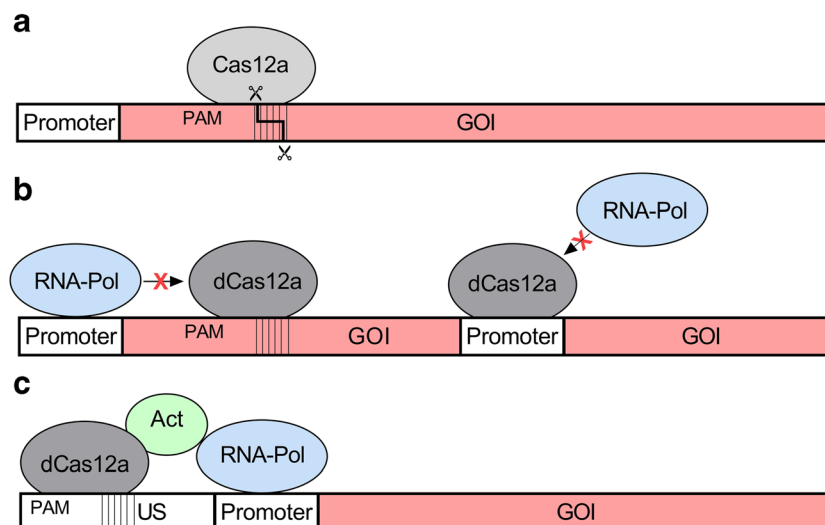 a
Cas12a
Promoter PAM GOI
b
RNA-Pol
RNA-Pol X dCas12a dCas12a X
Promoter PAM GOI Promoter GOI
c
Act
dCas12a RNA-Pol
PAM US Promoter GOI